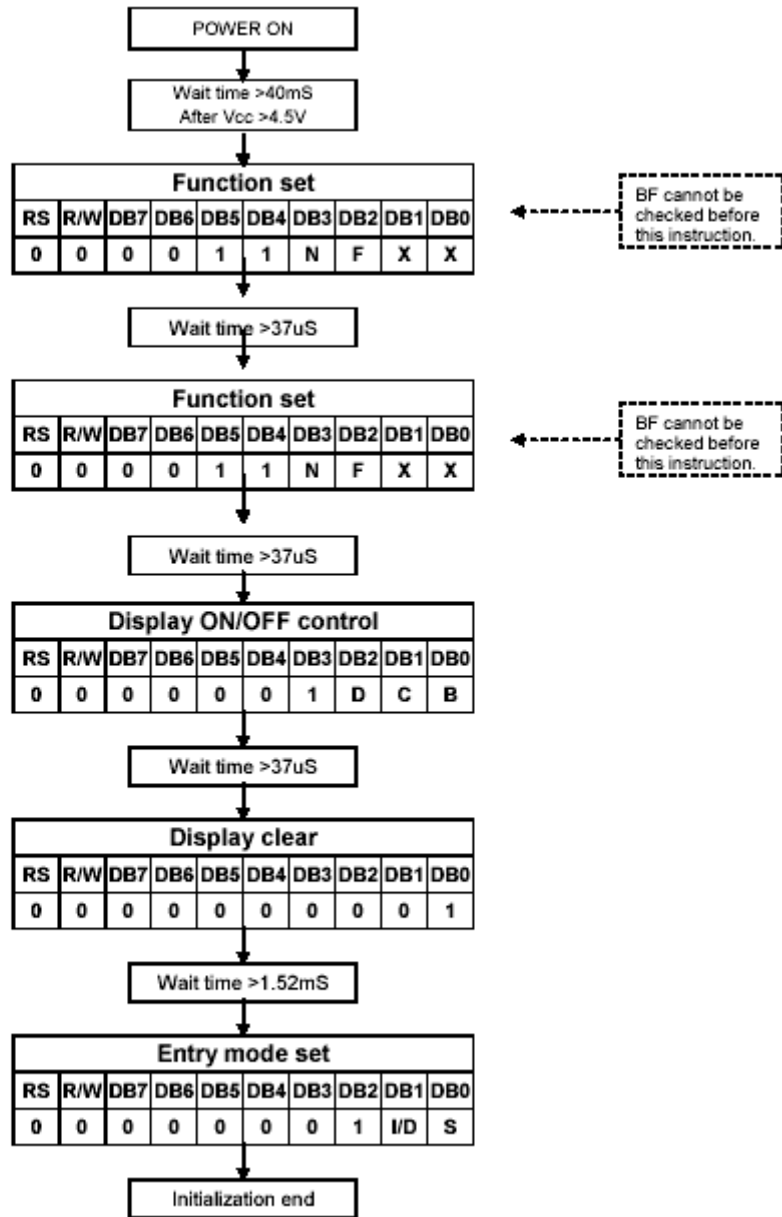 POWER ON
Wait time >40mS
After Vcc >4.5V
Function set
RS R/W DB7 DB6 DB5 DB4 DB3 DB2 DB1 DB0
0 0 0 0 1 1 N F X X
BF cannot be
checked before
this instruction.
Wait time >37uS
Function set
RS R/W DB7 DB6 DB5 DB4 DB3 DB2 DB1 DB0
0 0 0 0 1 1 N F X X
BF cannot be
checked before
this instruction.
Wait time >37uS
Display ON/OFF control
RS R/W DB7 DB6 DB5 DB4 DB3 DB2 DB1 DB0
0 0 0 0 0 0 1 D C B
Wait time >37uS
Display clear
RS R/W DB7 DB6 DB5 DB4 DB3 DB2 DB1 DB0
0 0 0 0 0 0 0 0 0 1
Wait time >1.52mS
Entry mode set
RS R/W DB7 DB6 DB5 DB4 DB3 DB2 DB1 DB0
0 0 0 0 0 0 0 1 I/D S
Initialization end